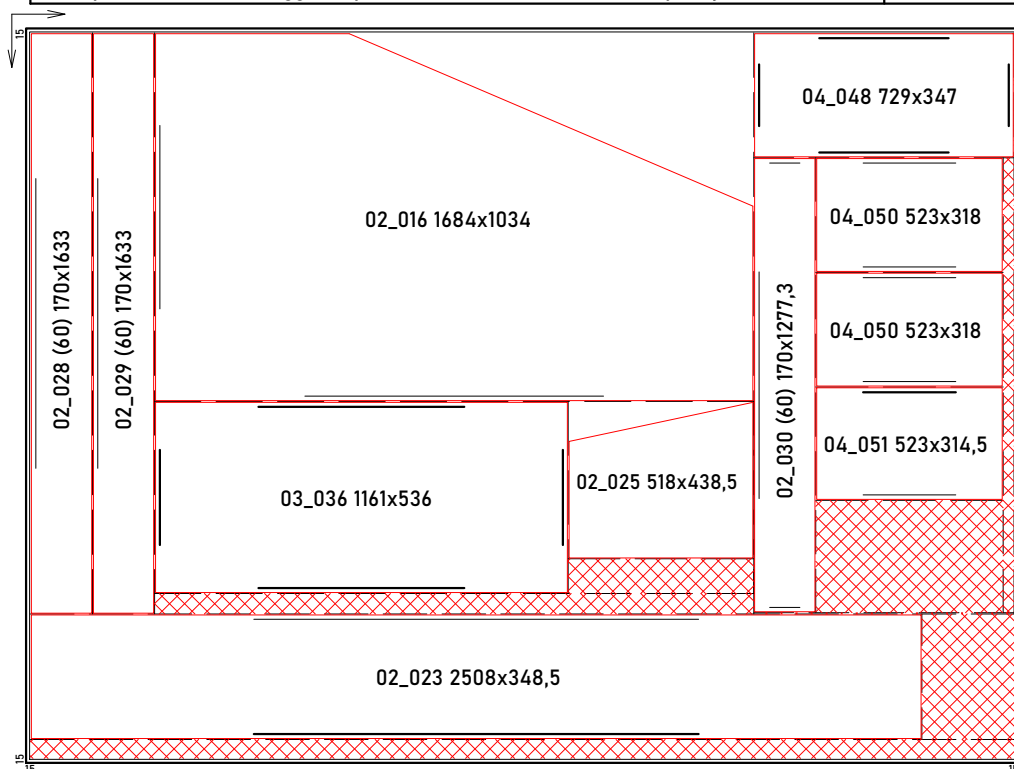 15
04_048 729x347
02_016 1684x1034
04_050 523x318
02_028 (60) 170x1633
02_029 (60) 170x1633
02_030 (60) 170x1277,3
04_050 523x318
04_051 523x314,5
03_036 1161x536
02_025 518x438,5
02_023 2508x348,5
15